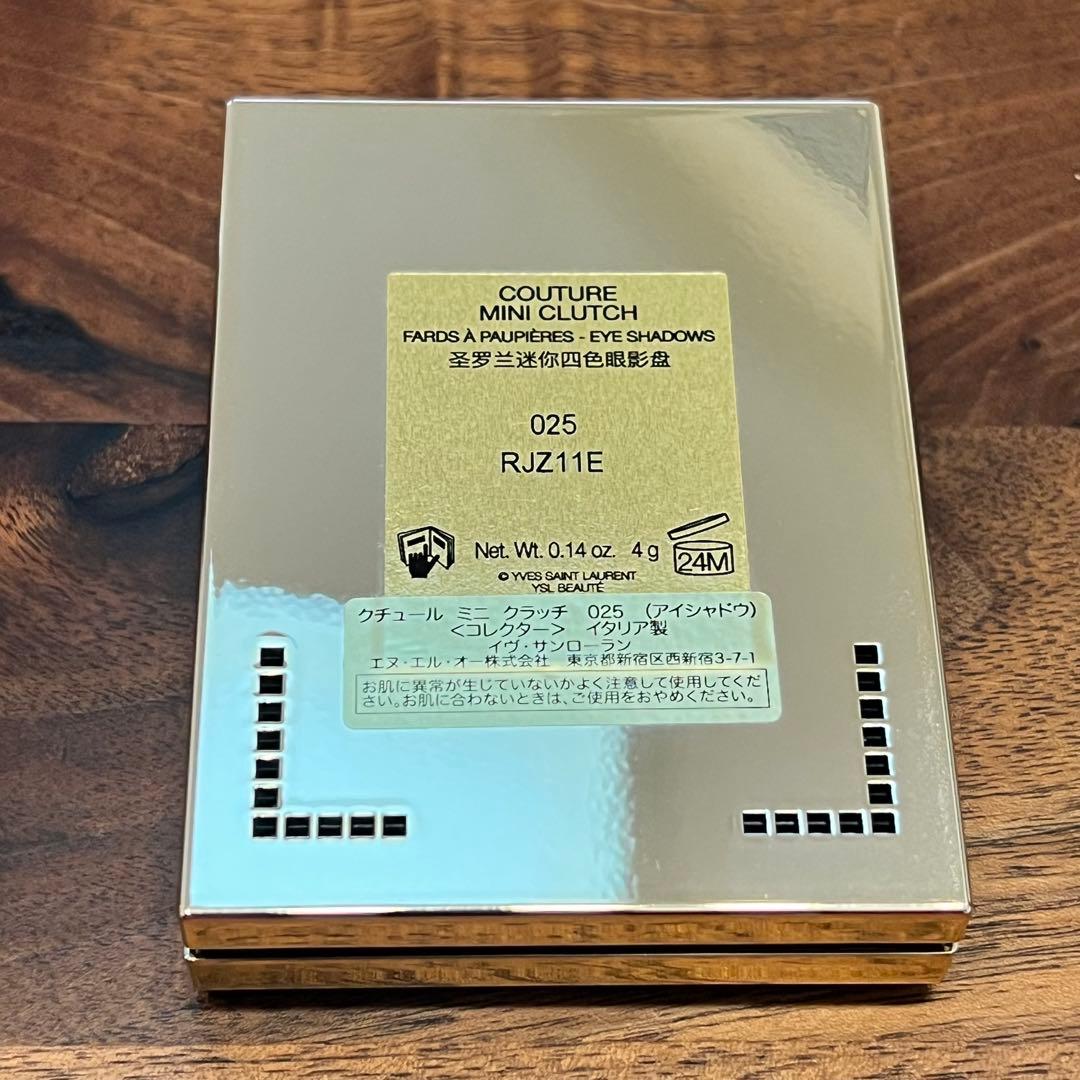 COUTURE
MINI CLUTCH
FARDS À PAUPIÈRES - EYE SHADOWS
圣罗兰迷你四色眼影盘
025
RJZ11E
Net. Wt. 0.14 oz. 4 g
24M
© YVES SAINT LAURENT
YSL BEAUTÉ
クチュール ミニ クラッチ 025 (アイシャドウ)
<コレクター> イタリア製
イヴ・サンローラン
エヌ・エル・オー株式会社 東京都新宿区西新宿3-7-1
お肌に異常が生じていないかよく注意して使用してくだ
さい。お肌に合わないときは、ご使用をおやめください。